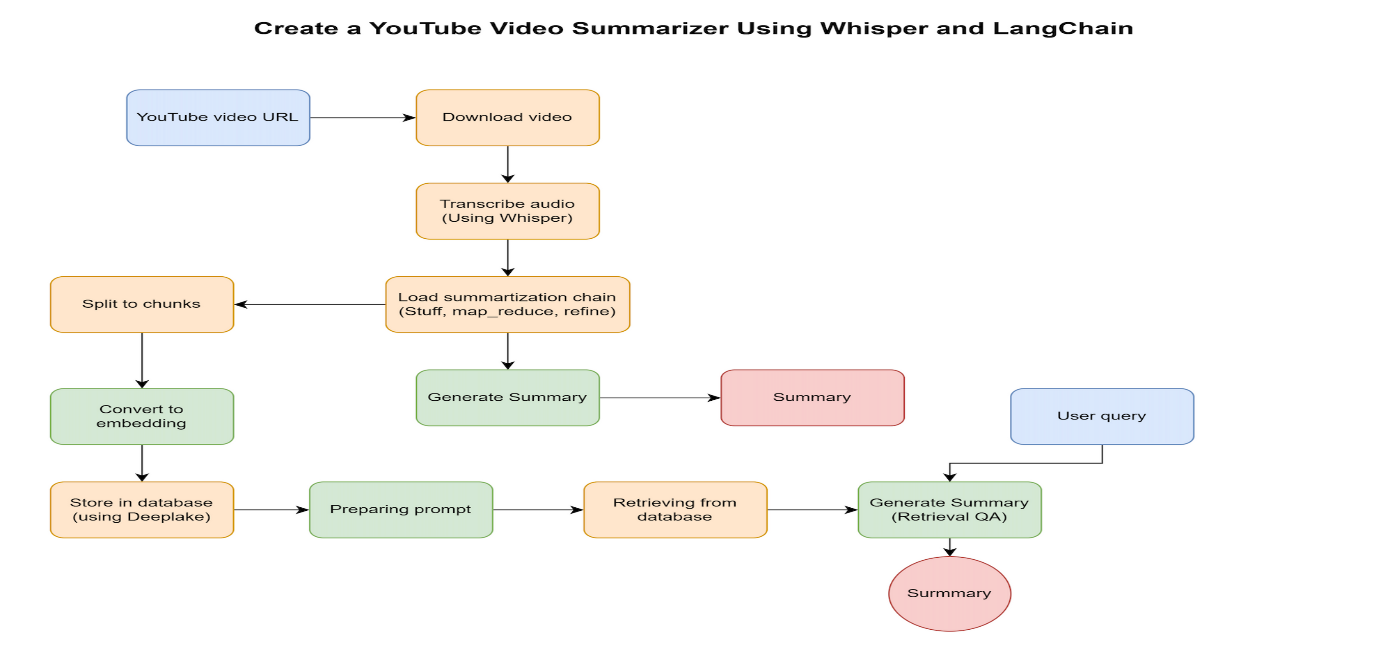 Create a YouTube Video Summarizer Using Whisper and LangChain
YouTube video URL
Download video
Transcribe audio
(Using Whisper)
Split to chunks
Load summartization chain
(Stuff, map_reduce, refine)
Convert to
embedding
Generate Summary
Summary
User query
Store in database
(using Deeplake)
Preparing prompt
Retrieving from
database
Generate Summary
(Retrieval QA)
Surmmary